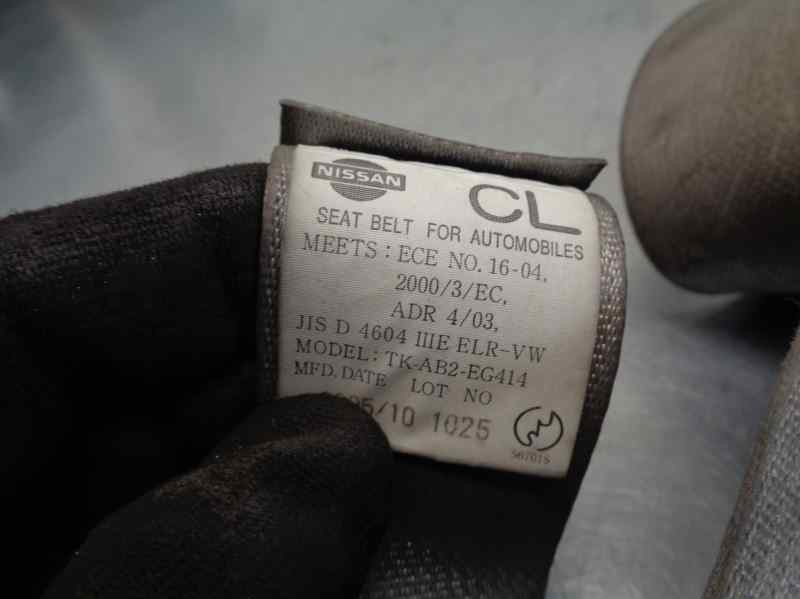 NISSAN CL
SEAT BELT FOR AUTOMOBILES
MEETS : ECE NO. 16-04,
2000/3/EC,
ADR 4/03,
JIS D 4604 IIIE ELR-VW
MODEL: TK-AB2-EG414
MFD. DATE LOT NO
/10 1025